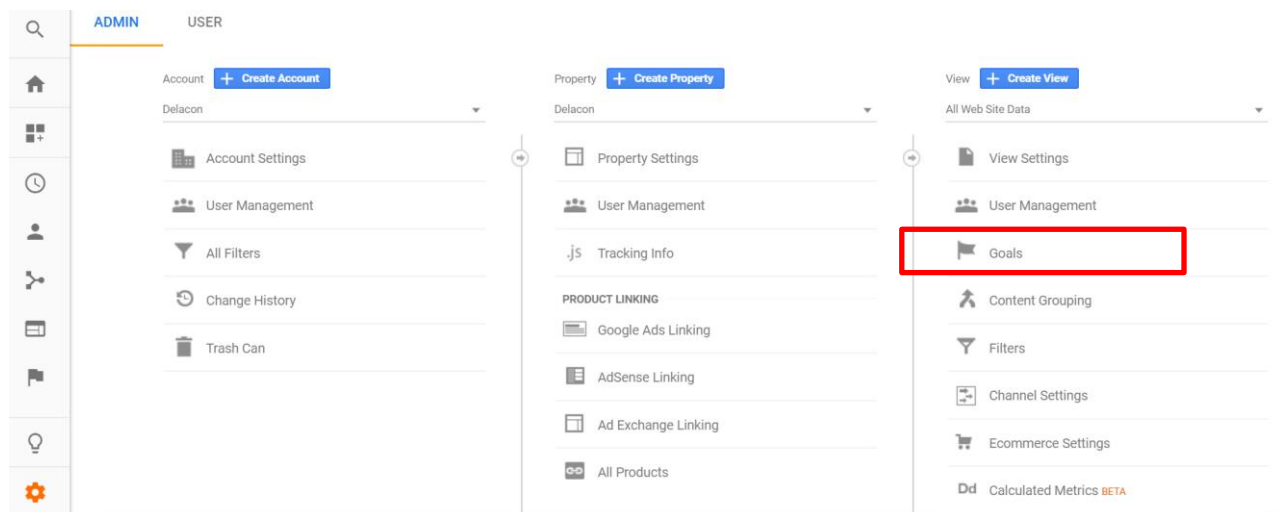 ADMIN USER
Account + Create Account
Delacon
Account Settings
User Management
All Filters
Change History
Trash Can
Property + Create Property
Delacon
Property Settings
User Management
.js Tracking Info
PRODUCT LINKING
Google Ads Linking
AdSense Linking
Ad Exchange Linking
All Products
View + Create View
All Web Site Data
View Settings
User Management
Goals
Content Grouping
Filters
Channel Settings
Ecommerce Settings
Dd Calculated Metrics BETA